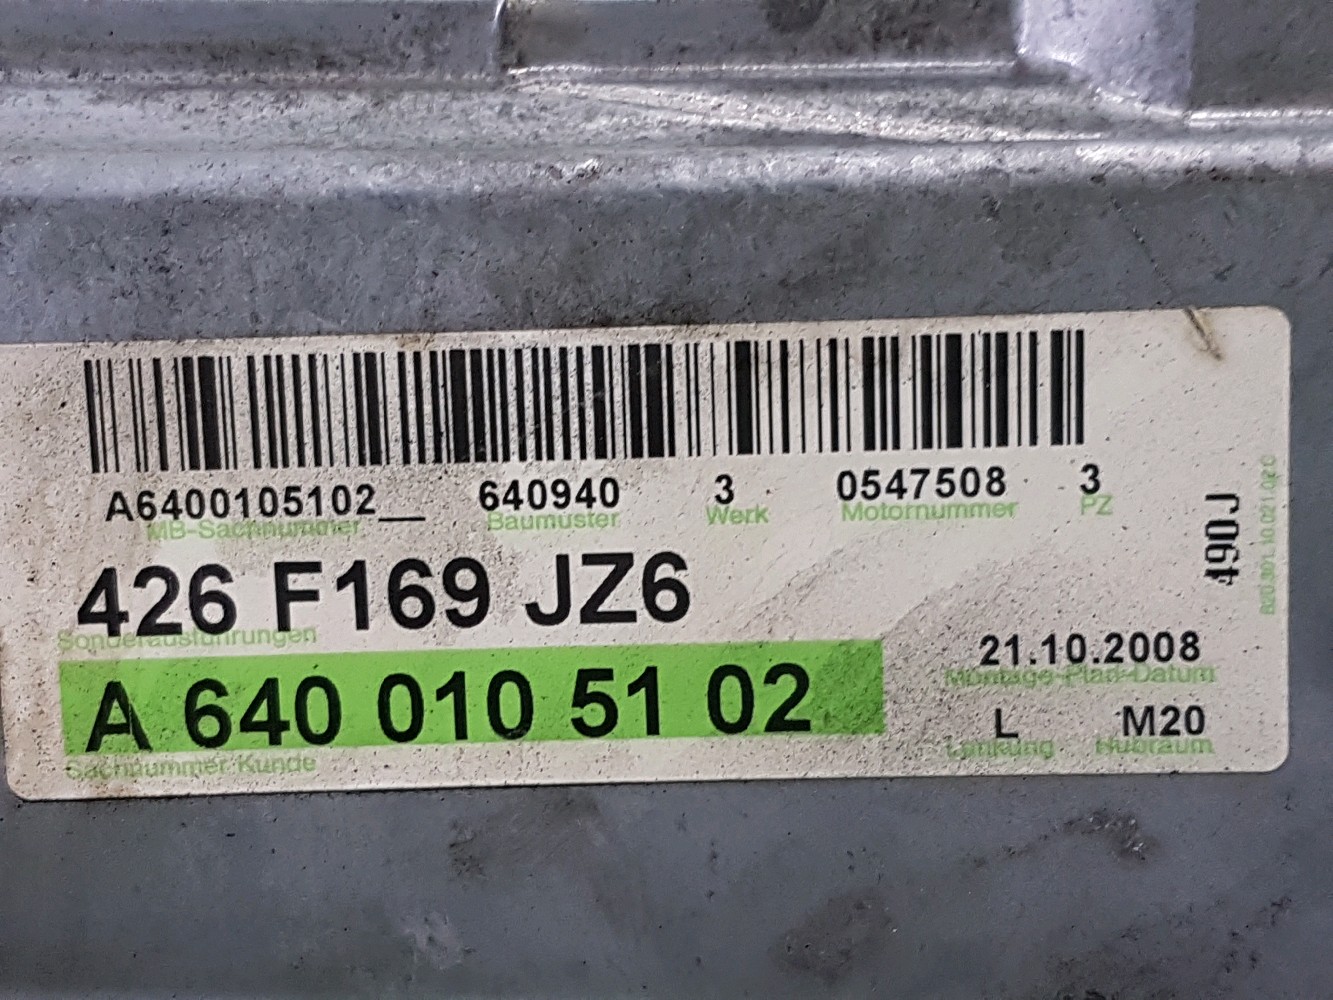 A6400105102__ 640940 3 0547508 3
MB-Sachnummer Baumuster Werk Motornummer PZ
426 F169 JZ6
Sonderausführungen
A 640 010 51 02
Sachnummer Kunde
21.10.2008
Montage-Plan-Datum
L M20
Lenkung Hubraum
490J